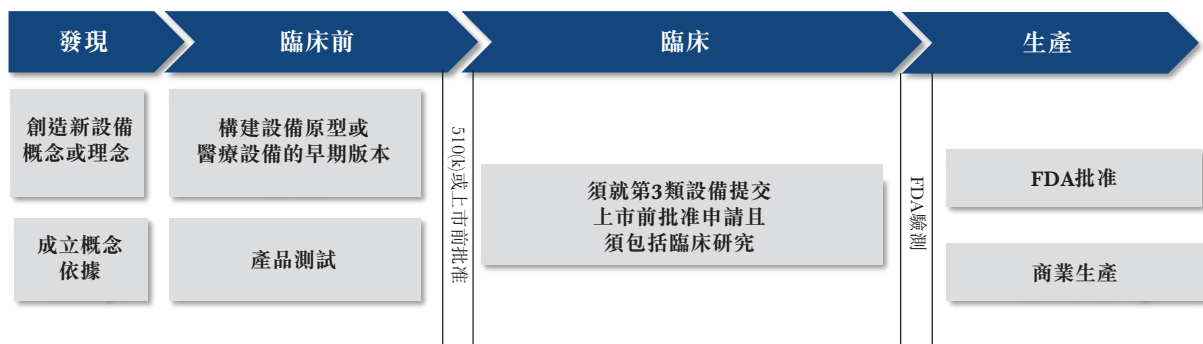 發現
臨床前
臨床
生產
創造新設備
概念或理念
成立概念
依據
構建設備原型或
醫療設備的早期版本
產品測試
510(k)或上市前批准
須就第3類設備提交
上市前批准申請且
須包括臨床研究
FDA驗測
FDA批准
商業生產